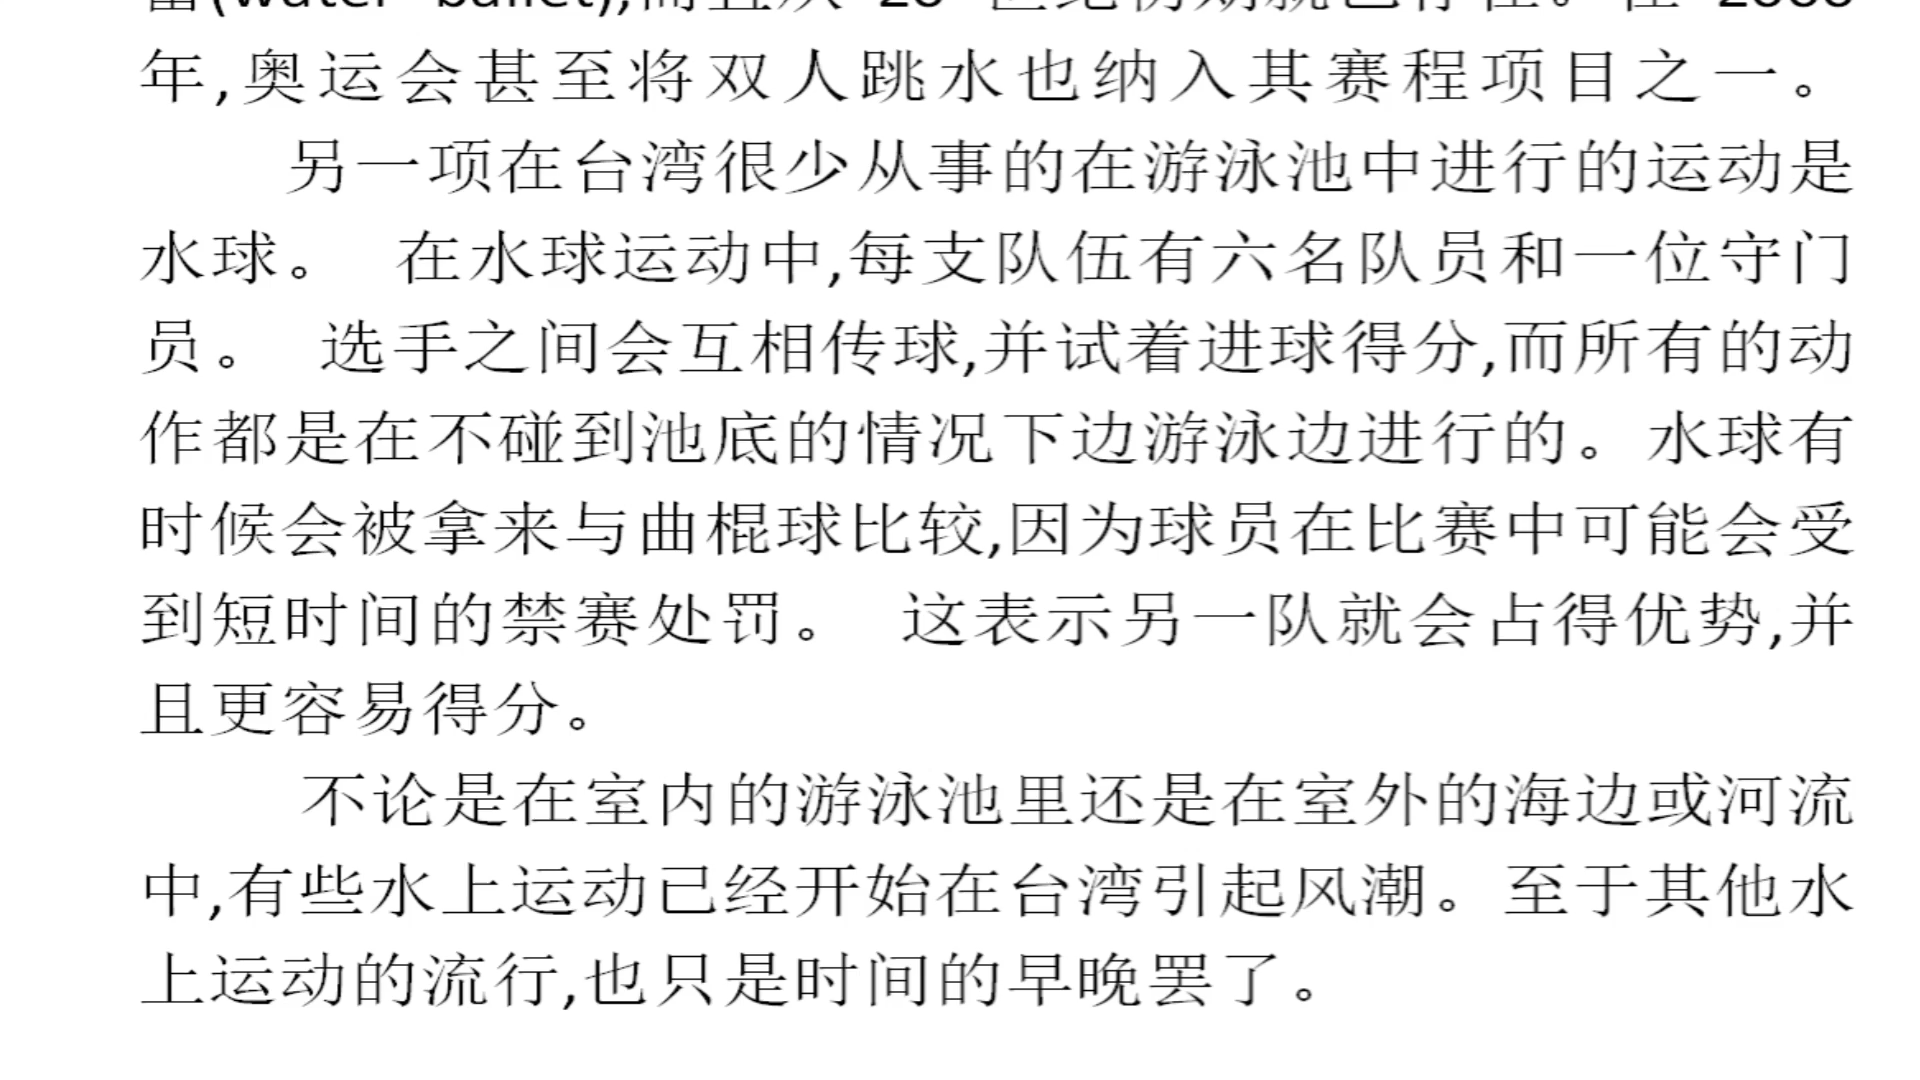 年,奥运会甚至将双人跳水也纳入其赛程项目之一。
另一项在台湾很少从事的在游泳池中进行的运动是
水球。 在水球运动中,每支队伍有六名队员和一位守门
员。 选手之间会互相传球,并试着进球得分,而所有的动
作都是在不碰到池底的情况下边游泳边进行的。水球有
时候会被拿来与曲棍球比较,因为球员在比赛中可能会受
到短时间的禁赛处罚。 这表示另一队就会占得优势,并
且更容易得分。
不论是在室内的游泳池里还是在室外的海边或河流
中,有些水上运动已经开始在台湾引起风潮。至于其他水
上运动的流行,也只是时间的早晚罢了。